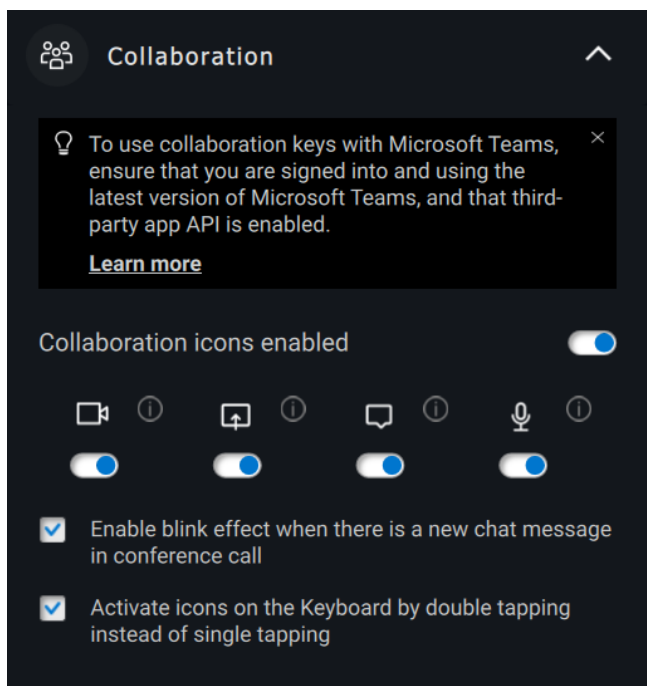 Collaboration
To use collaboration keys with Microsoft Teams,
ensure that you are signed into and using the
latest version of Microsoft Teams, and that third-
party app API is enabled.
Learn more
Collaboration icons enabled
Enable blink effect when there is a new chat message
in conference call
Activate icons on the Keyboard by double tapping
instead of single tapping